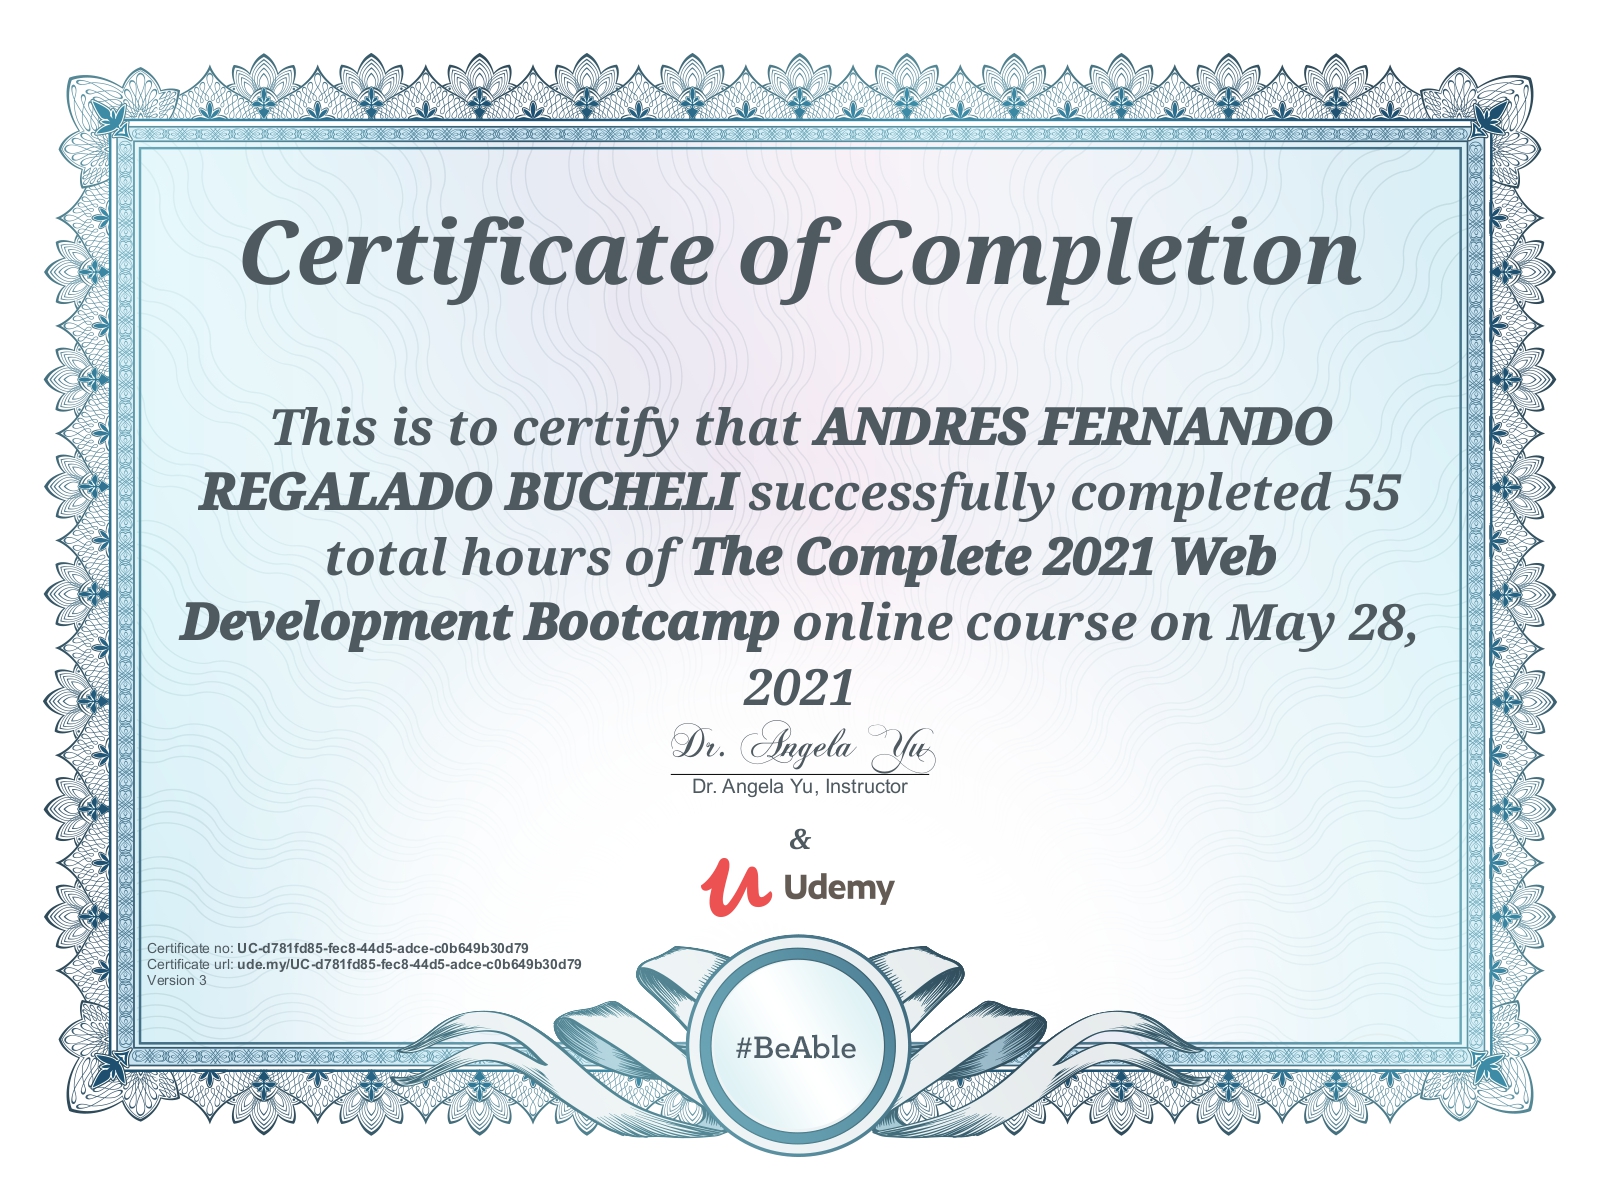 Certificate of Completion
This is to certify that ANDRES FERNANDO
REGALADO BUCHELI successfully completed 55
total hours of The Complete 2021 Web
Development Bootcamp online course on May 28,
2021
Dr. Angela Yu
Dr. Angela Yu, Instructor
&
Udemy
Certificate no: UC-d781fd85-fec8-44d5-adce-c0b649b30d79
Certificate url: ude.my/UC-d781fd85-fec8-44d5-adce-c0b649b30d79
Version 3
#BeAble